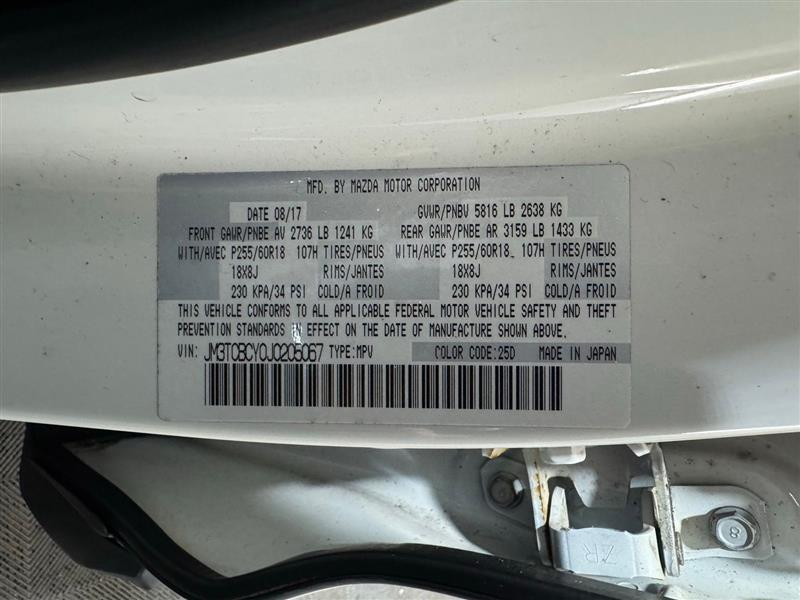 MFD. BY MAZDA MOTOR CORPORATION
DATE 08/17 GVWR/PNBV 5816 LB 2638 KG
FRONT GAWR/PNBE AV 2736 LB 1241 KG REAR GAWR/PNBE AR 3159 LB 1433 KG
WITH/AVEC P255/60R18 107H TIRES/PNEUS WITH/AVEC P255/60R18 107H TIRES/PNEUS
18X8J RIMS/JANTES 18X8J RIMS/JANTES
230 KPA/34 PSI COLD/A FROID 230 KPA/34 PSI COLD/A FROID
THIS VEHICLE CONFORMS TO ALL APPLICABLE FEDERAL MOTOR VEHICLE SAFETY AND THEFT
PREVENTION STANDARDS IN EFFECT ON THE DATE OF MANUFACTURE SHOWN ABOVE.
VIN: JM3TCBCY0J0205067 TYPE:MPV COLOR CODE:25D MADE IN JAPAN
ZR 8